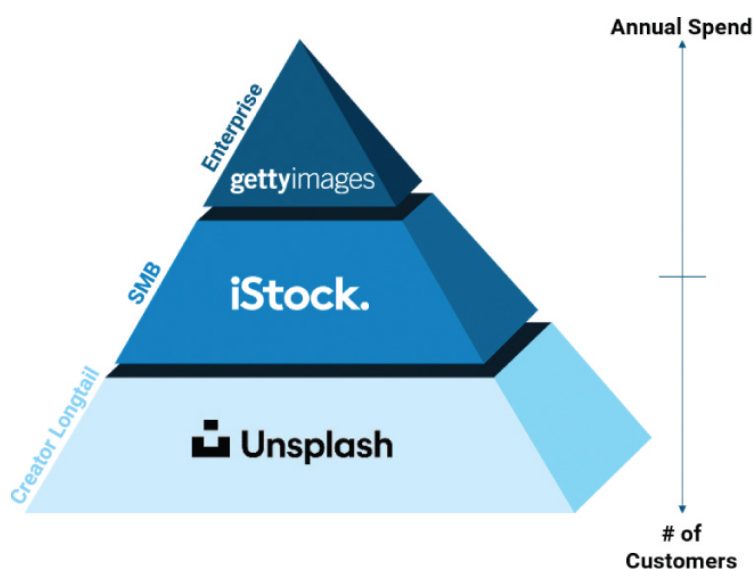 Annual Spend
Enterprise
gettyimages
SMB
iStock.
Creator Longtail
Unsplash
# of
Customers